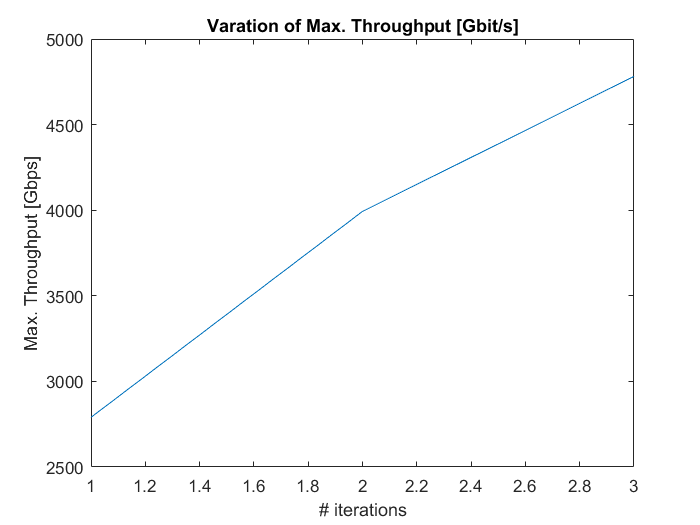 Varation of Max. Throughput [Gbit/s]
5000
4500
4000
3500
3000
2500
Max. Throughput [Gbps]
1 1.2 1.4 1.6 1.8 2 2.2 2.4 2.6 2.8 3
# iterations